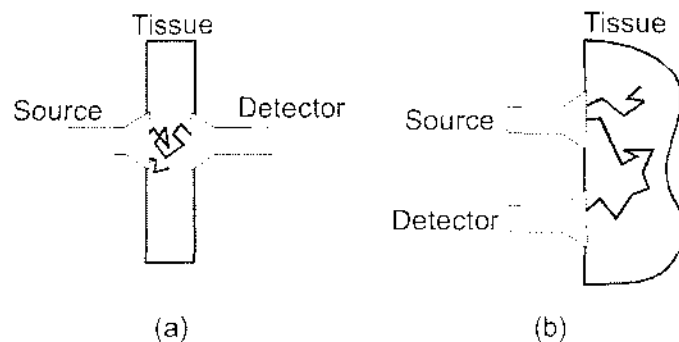 Tissue
Source
Detector
(a)
Tissue
Source
Detector
(b)